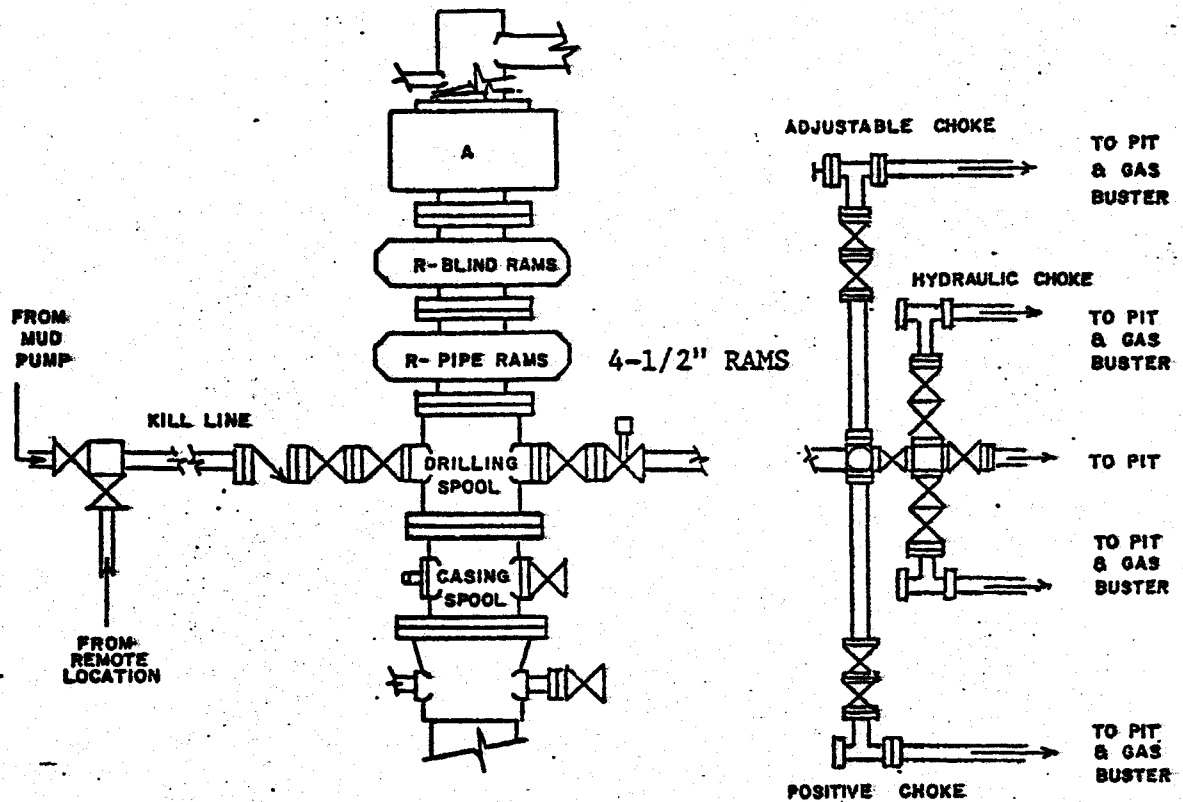 A
R-BLIND RAMS
R-PIPE RAMS
4-1/2" RAMS
FROM
MUD
PUMP
KILL LINE
DRILLING
SPOOL
CASING
SPOOL
FROM
REMOTE
LOCATION
ADJUSTABLE CHOKE
TO PIT
& GAS
BUSTER
HYDRAULIC CHOKE
TO PIT
& GAS
BUSTER
TO PIT
TO PIT
& GAS
BUSTER
TO PIT
& GAS
BUSTER
POSITIVE CHOKE